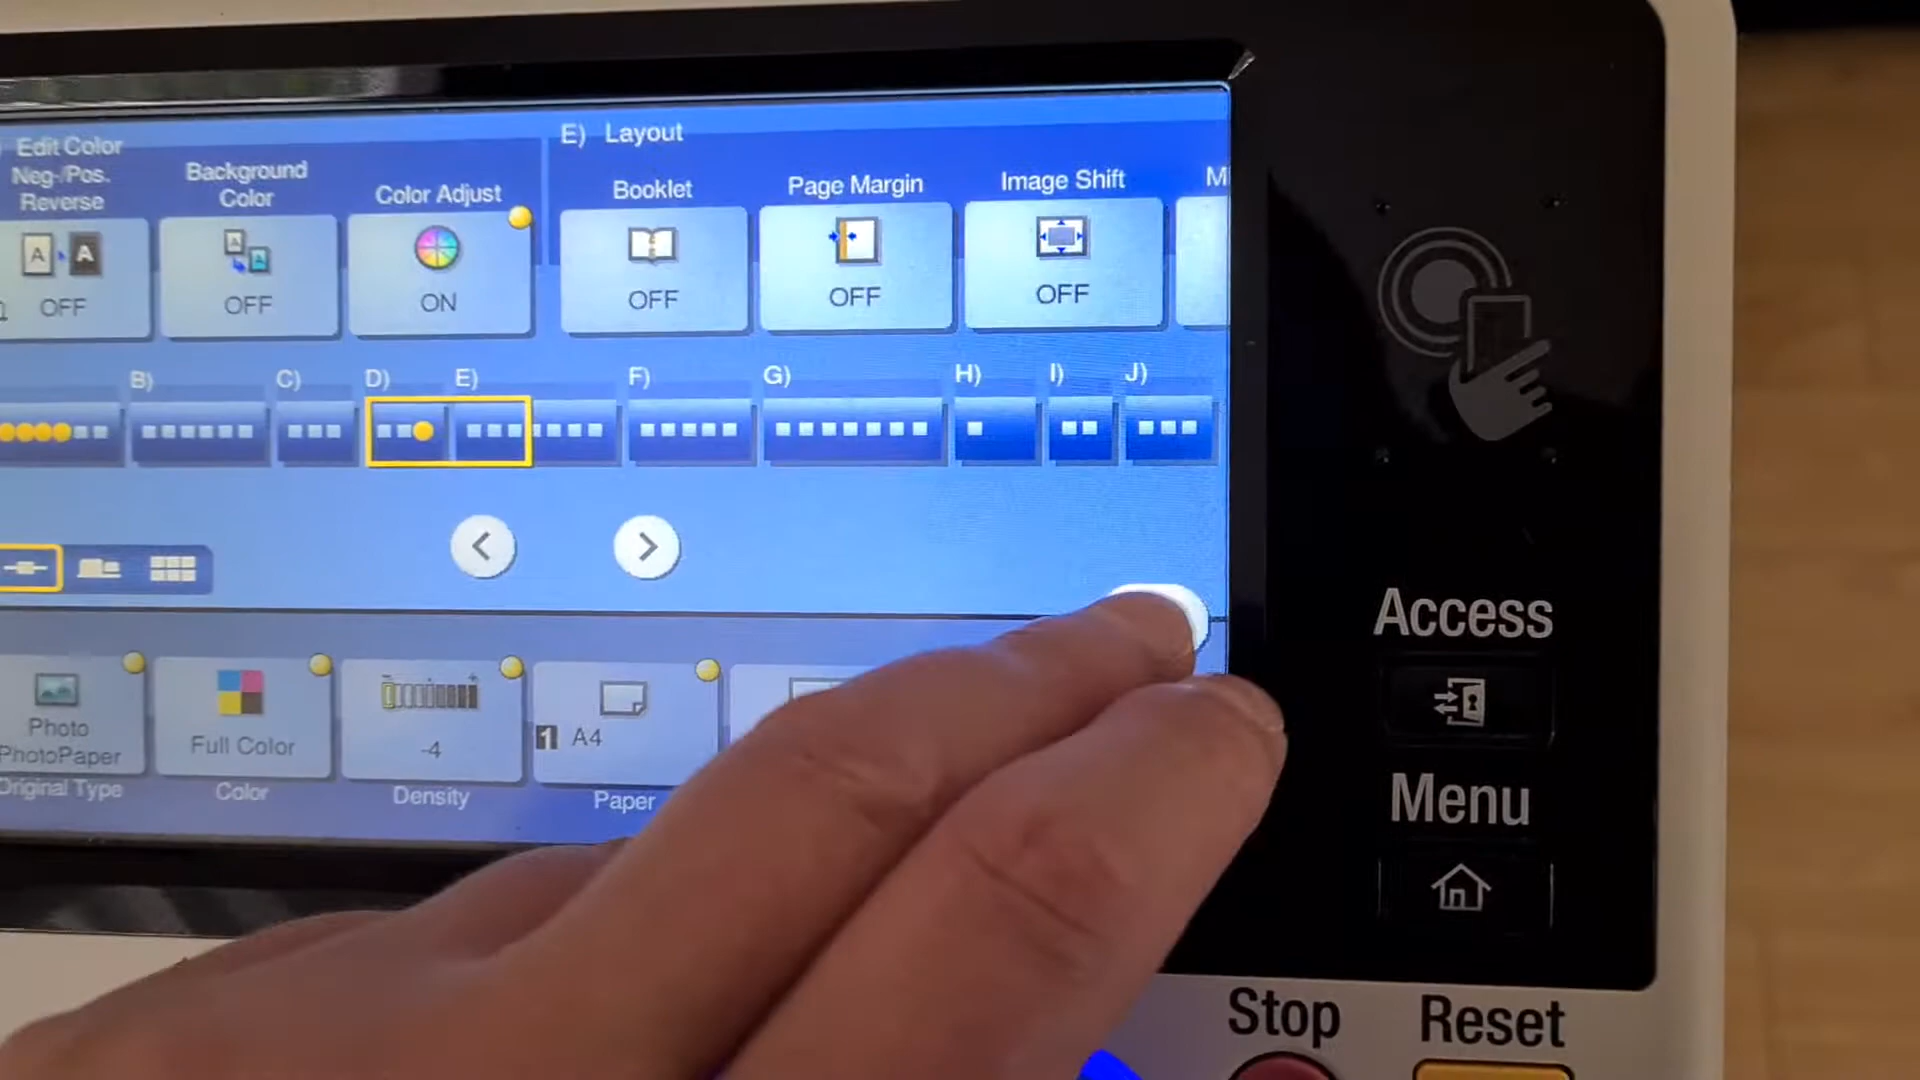 Edit Color
E) Layout
Neg-/Pos.
Reverse
Background
Color
Color Adjust
Booklet
Page Margin
Image Shift
OFF
OFF
ON
OFF
OFF
OFF
B)
C)
D)
E)
F)
G)
H)
I)
J)
Photo
PhotoPaper
Original Type
Full Color
Color
-4
Density
1 A4
Paper
Access
Menu
Stop
Reset